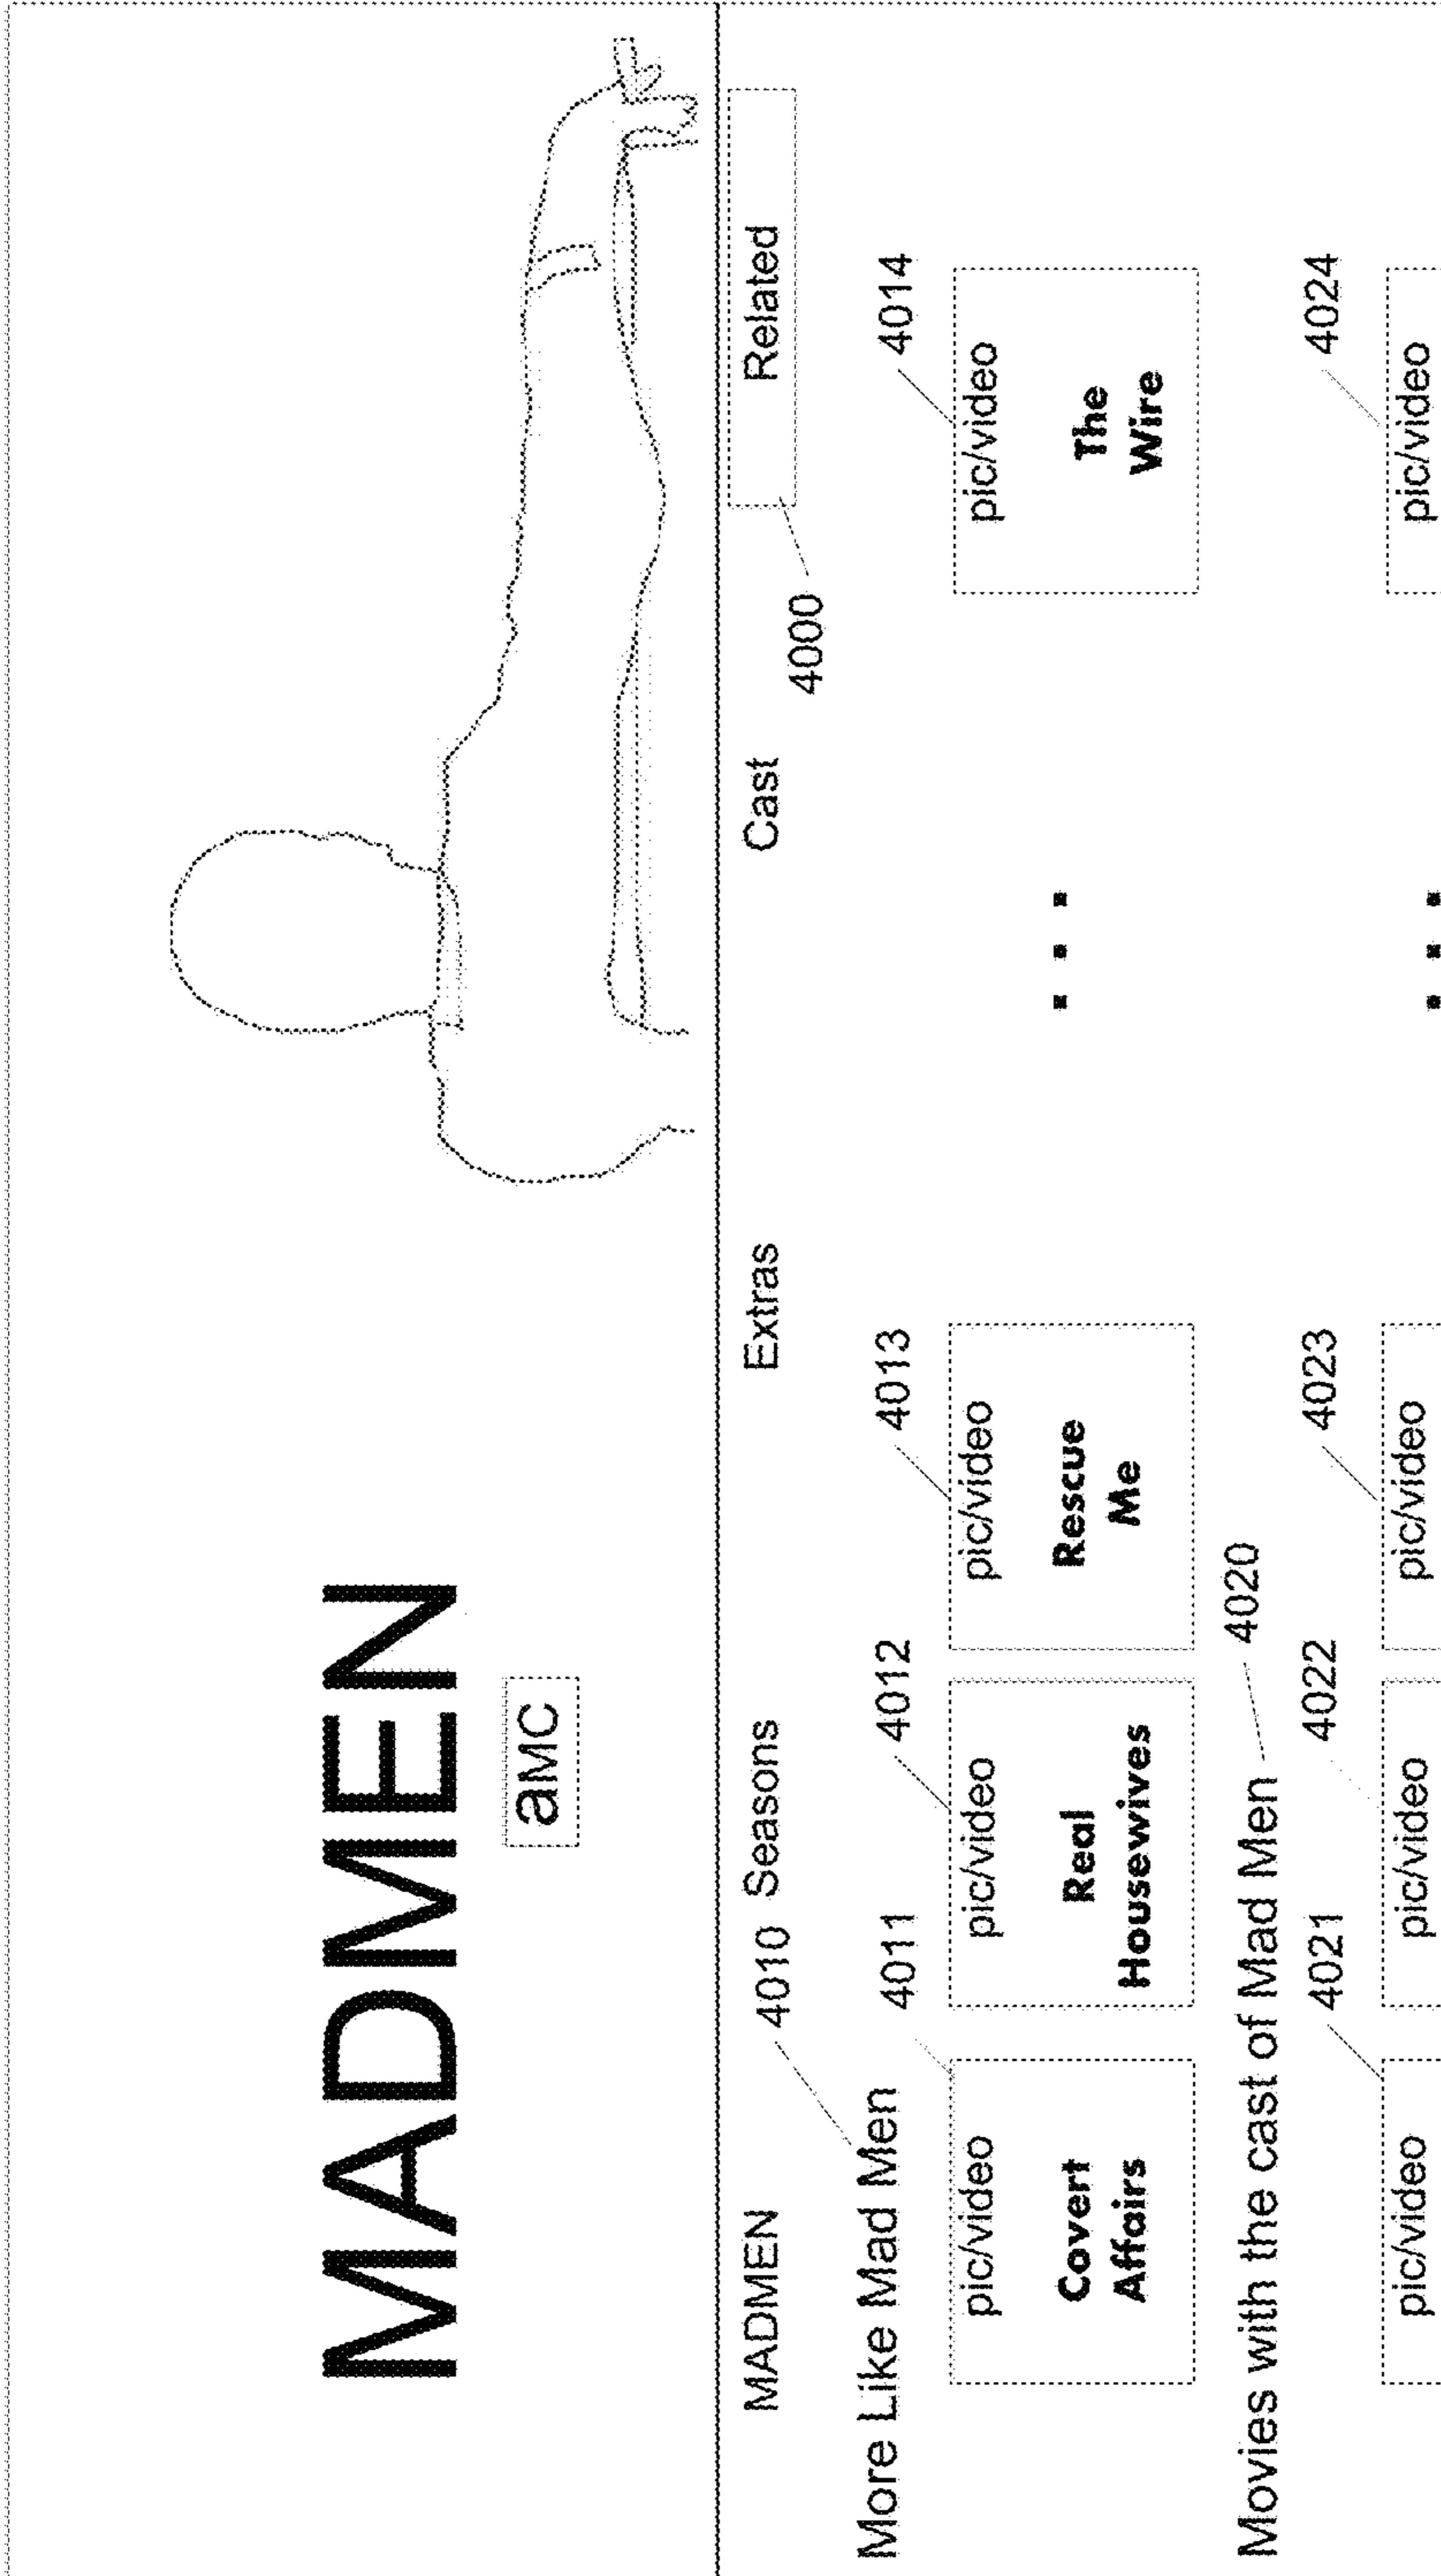 MADMEN
aMC
MADMEN Seasons Extras Cast Related
4010 4000
More Like Mad Men
4011 4012 4013 4014
pic/video pic/video pic/video pic/video
Covert Real Rescue The
Affairs Housewives Me Wire
4020
Movies with the cast of Mad Men
4021 4022 4023 4024
pic/video pic/video pic/video pic/video